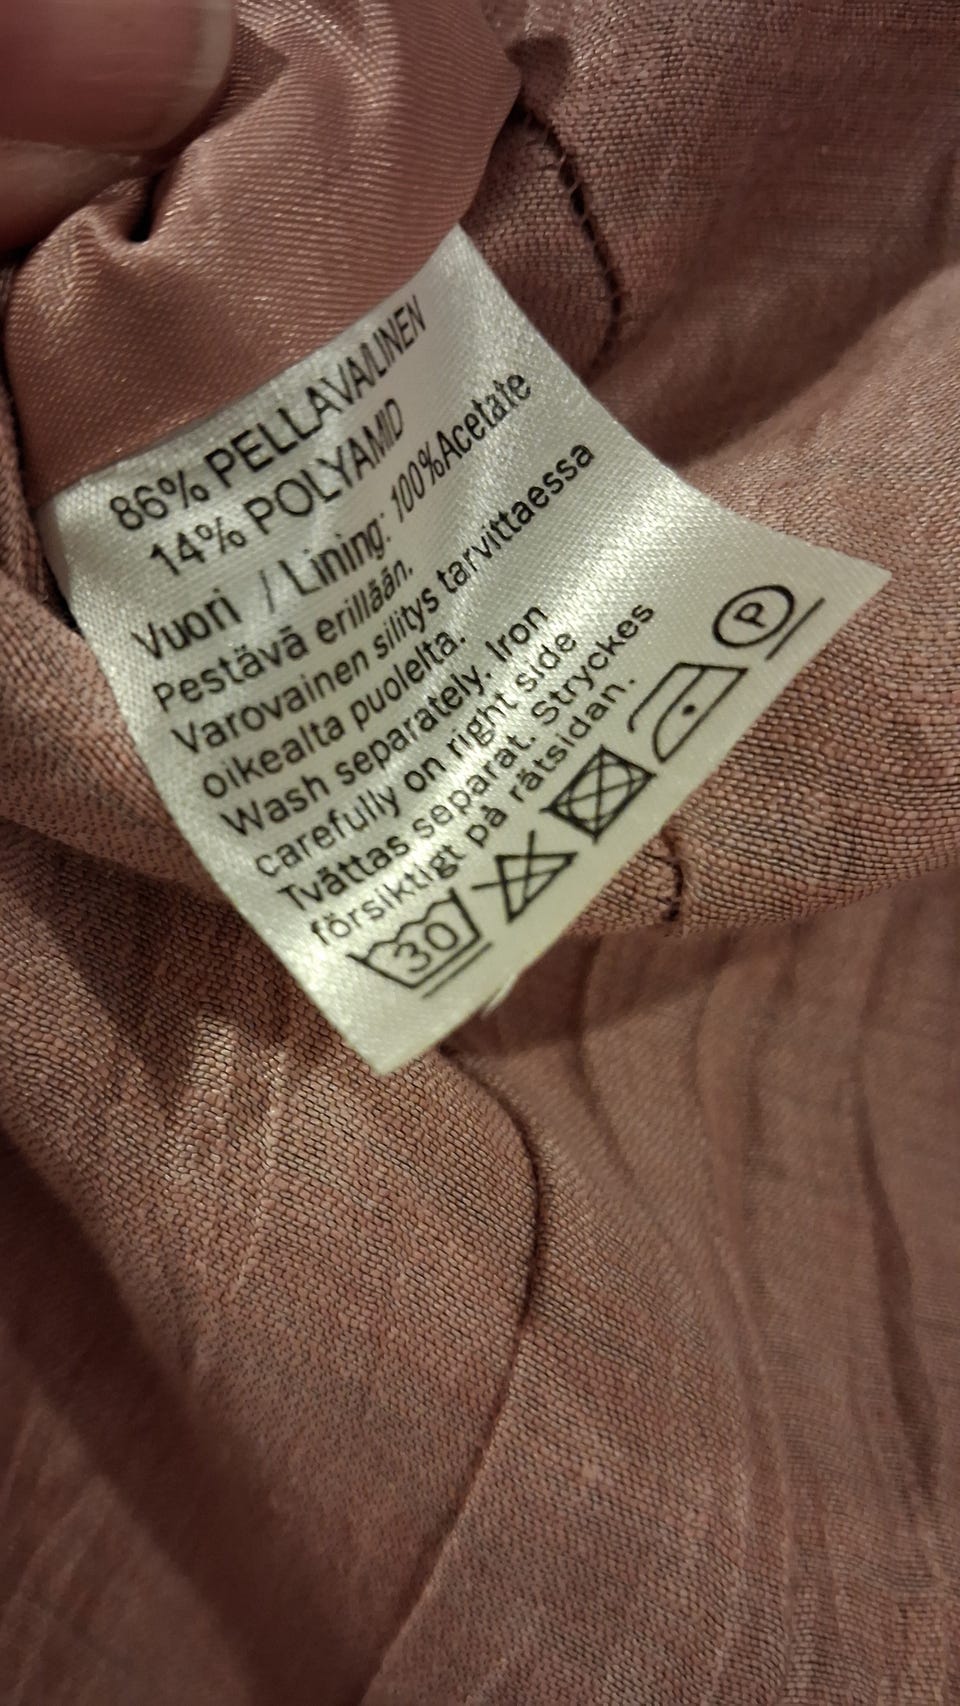 86% PELLAVA/LINEN
14% POLYAMID
Vuori / Lining: 100%Acetate
Pestävä erillään.
Varovainen silitys tarvittaessa
oikealta puolelta.
Wash separately. Iron
carefully on right side
Tvättas separat. Stryckes
försiktigt på rätsidan.
30 P